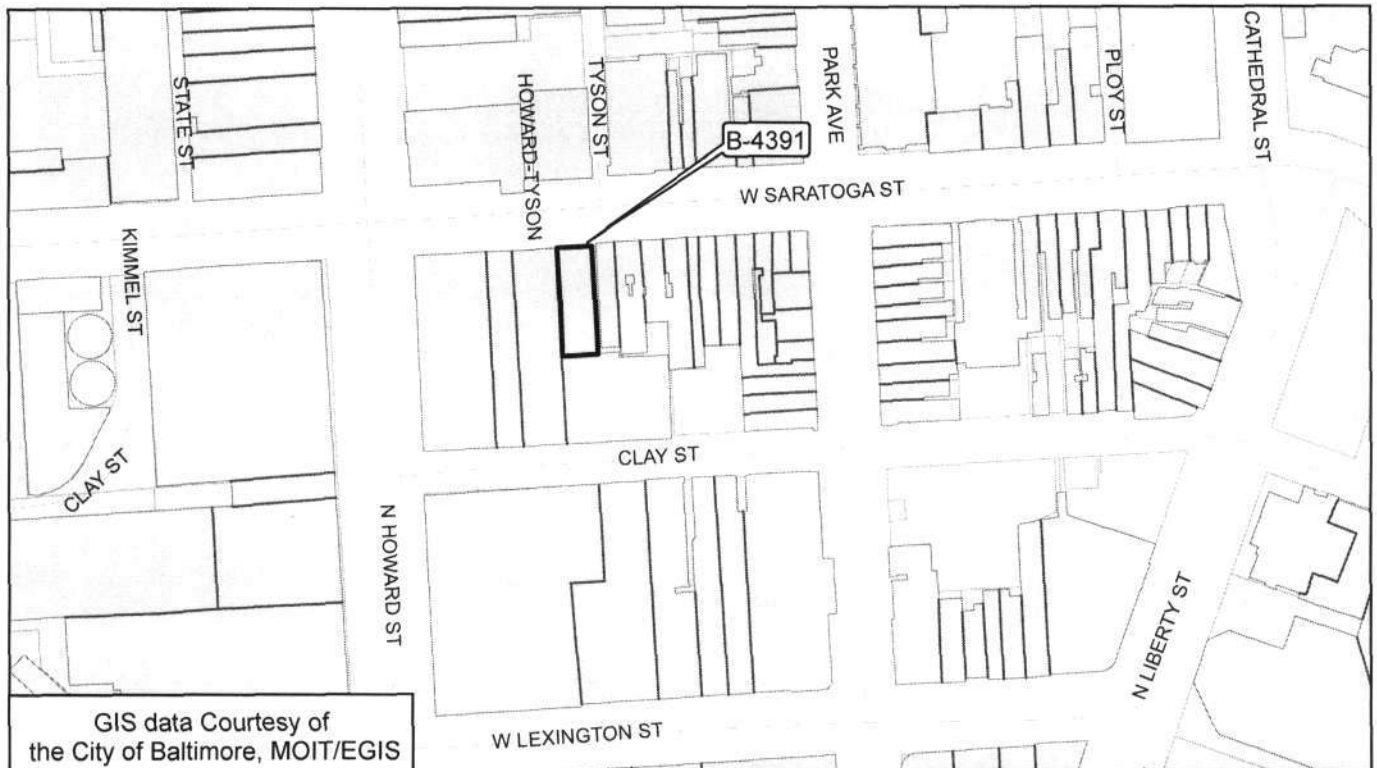 STATE ST
HOWARD-TYSON
TYSON ST
PARK AVE
PLOY ST
CATHEDRAL ST
B-4391
W SARATOGA ST
KIMMEL ST
CLAY ST
CLAY ST
N HOWARD ST
N LIBERTY ST
W LEXINGTON ST
GIS data Courtesy of
the City of Baltimore, MOIT/EGIS